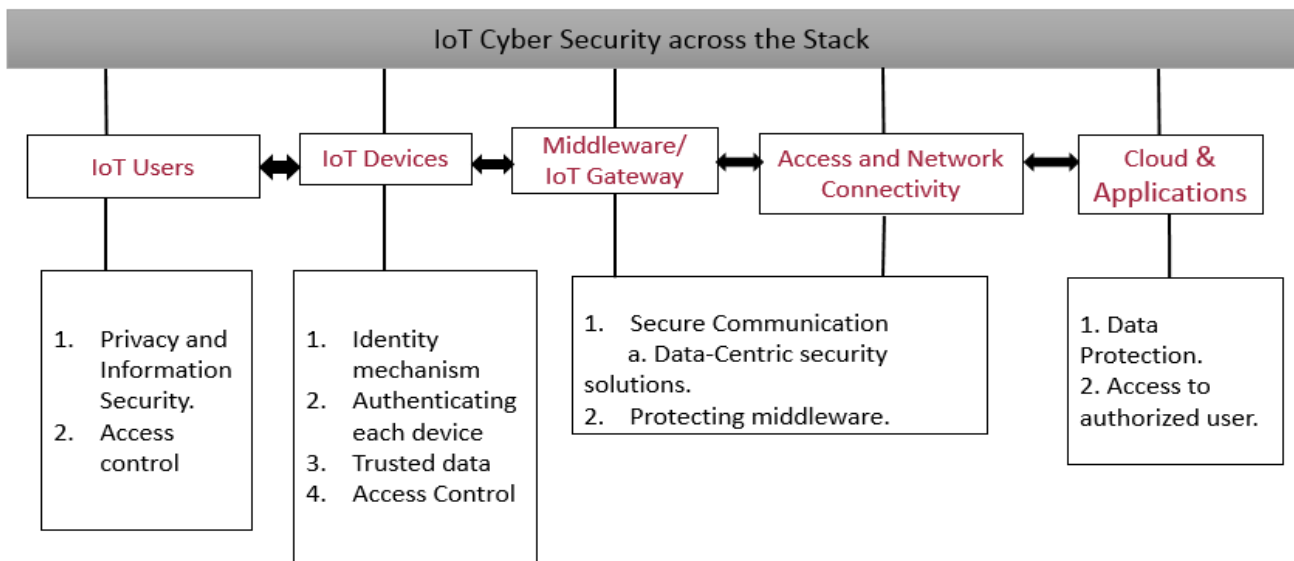 IoT Cyber Security across the Stack
IoT Users
IoT Devices
Middleware/
IoT Gateway
Access and Network
Connectivity
Cloud &
Applications
1. Privacy and
Information
Security.
2. Access
control
1. Identity
mechanism
2. Authenticating
each device
3. Trusted data
4. Access Control
1. Secure Communication
a. Data-Centric security
solutions.
2. Protecting middleware.
1. Data
Protection.
2. Access to
authorized user.